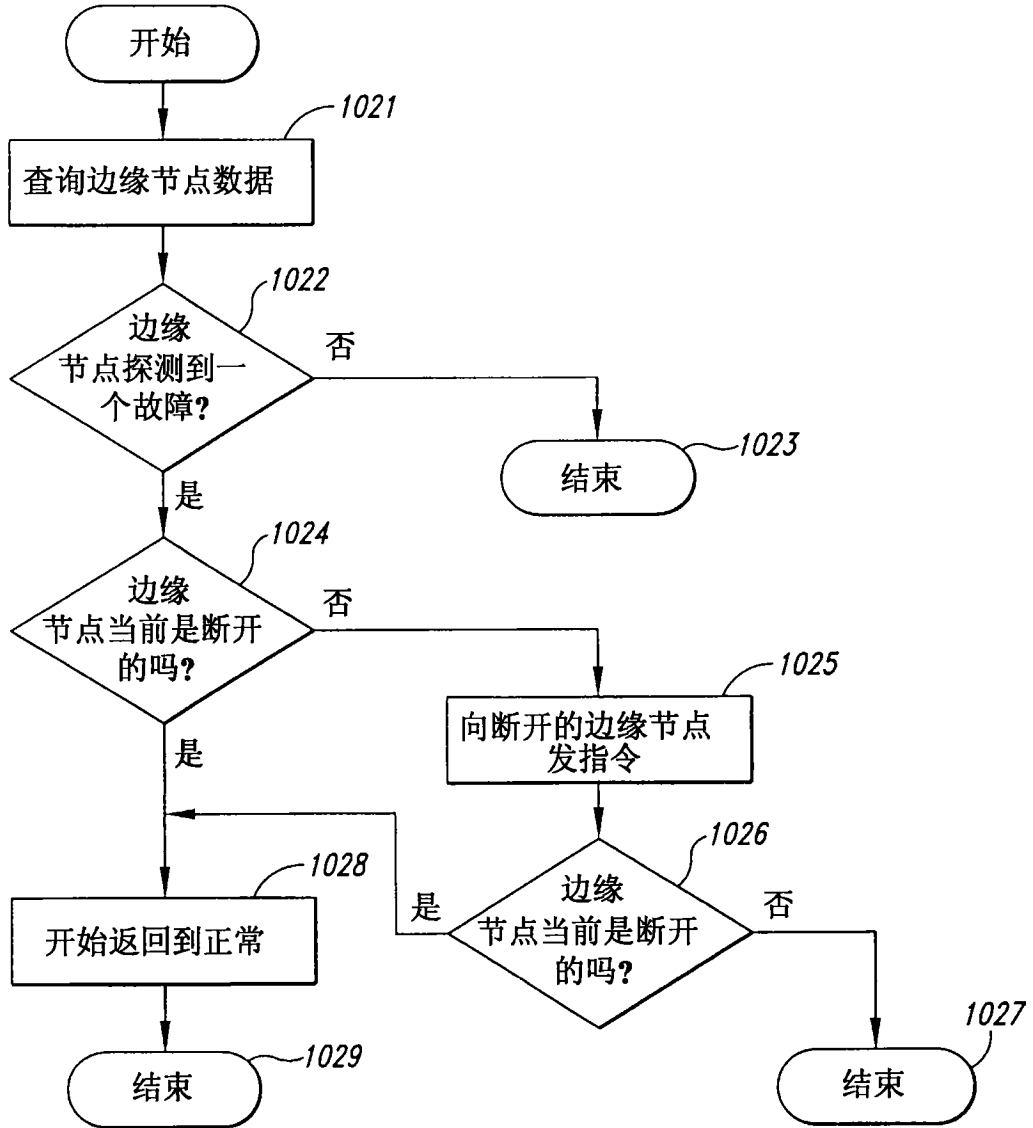 开始
1021
查询边缘节点数据
1022
边缘
节点探测到一
个故障?
否
1023
结束
是
1024
边缘
节点当前是断开
的吗?
否
1025
向断开的边缘节点
发指令
是
1026
边缘
节点当前是断开
的吗?
是
否
1028
开始返回到正常
1027
结束
1029
结束